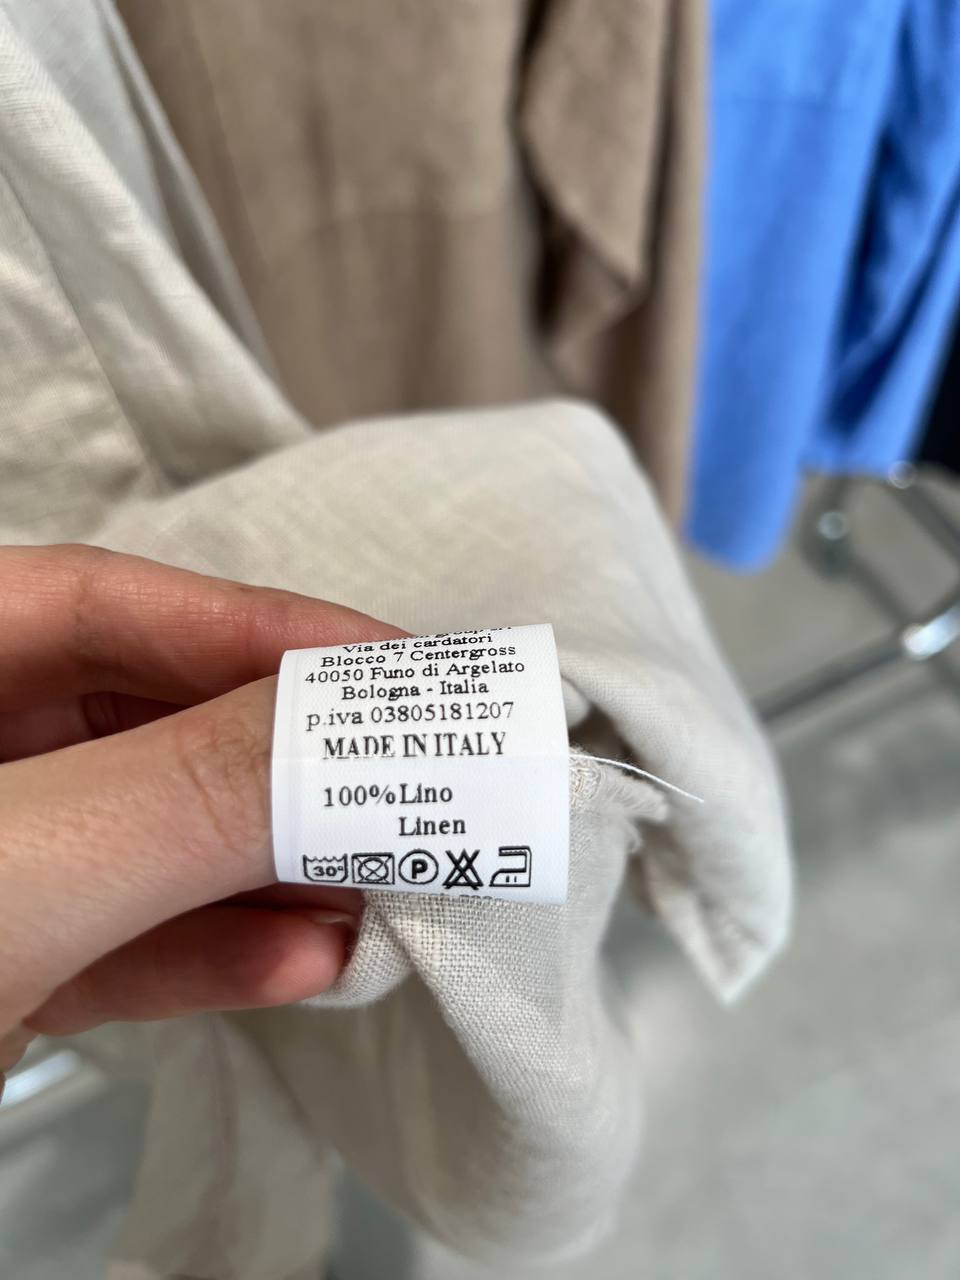 Via dei cardatori
Blocco 7 Centergross
40050 Funo di Argelato
Bologna - Italia
p.iva 03805181207
MADE IN ITALY
100% Lino
Linen
30°
P